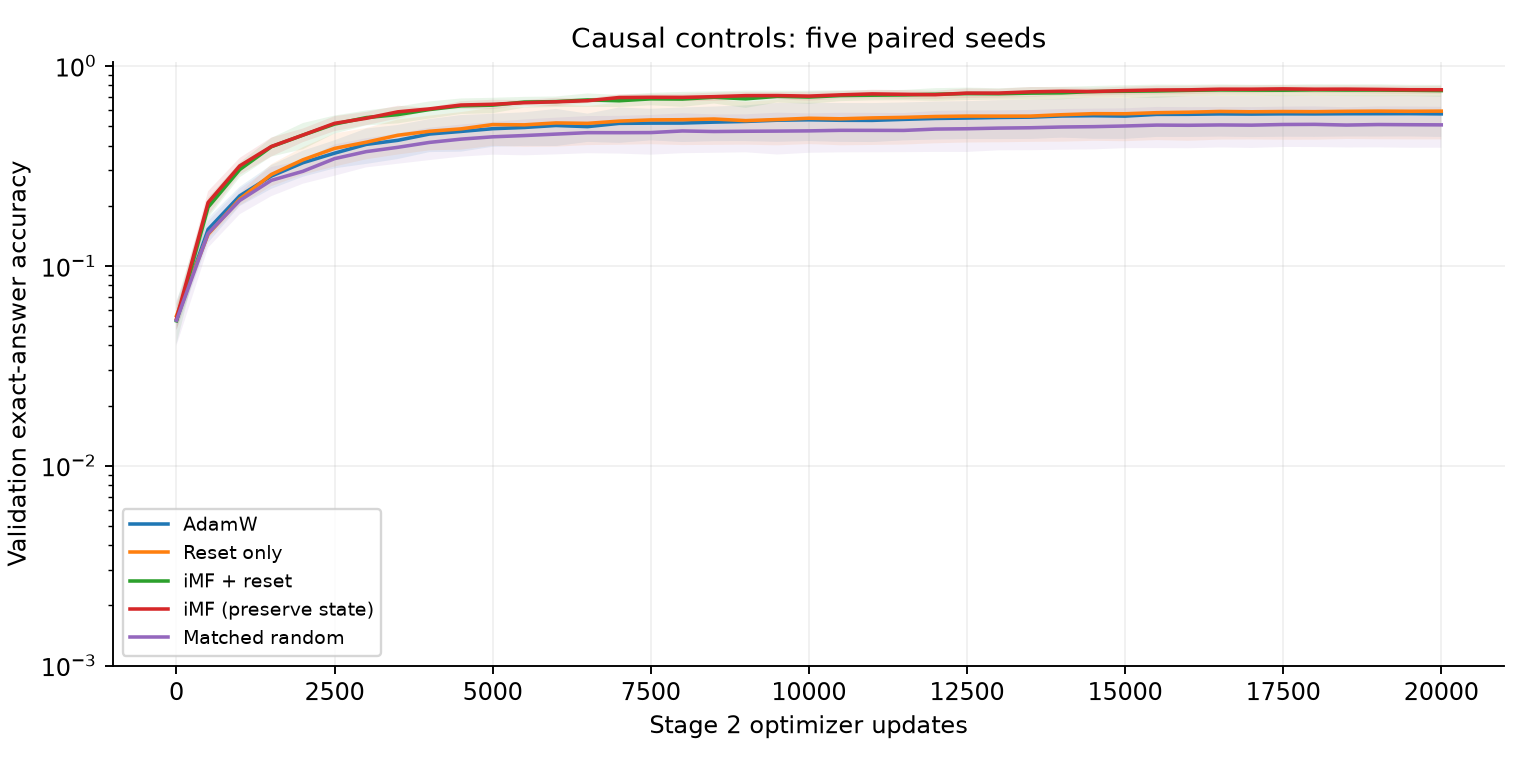 Causal controls: five paired seeds
Validation exact-answer accuracy
10⁰
10⁻¹
10⁻²
10⁻³
AdamW
Reset only
iMF + reset
iMF (preserve state)
Matched random
0 2500 5000 7500 10000 12500 15000 17500 20000
Stage 2 optimizer updates